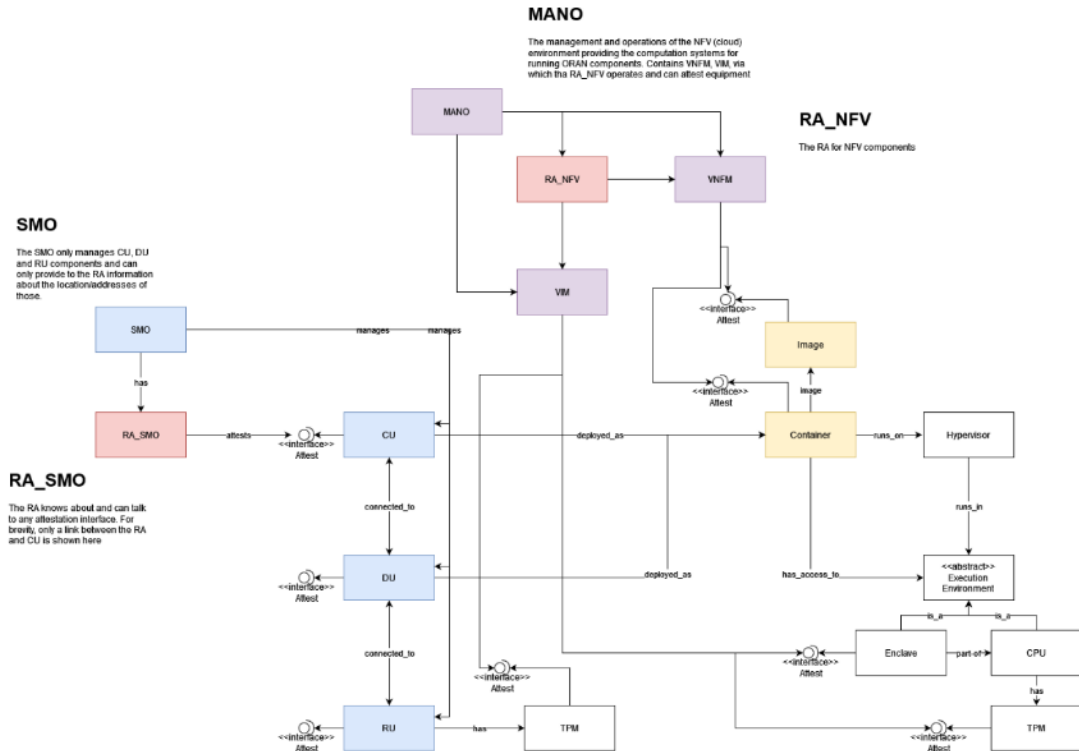 MANO
The management and operations of the NFV (cloud)
environment providing the computation systems for
running ORAN components. Contains VNFM, VIM, via
which tha RA_NFV operates and can attest equipment
MANO
RA_NFV
The RA for NFV components
RA_NFV
VNFM
SMO
The SMO only manages CU, DU
and RU components and can
only provide to the RA information
about the location/addresses of
those.
VIM
<<interface>>
Attest
SMO
manages
manages
Image
has
<<interface>>
Attest
image
RA_SMO
attests
<<interface>>
Attest
CU
deployed_as
Container
runs_on
Hypervisor
RA_SMO
The RA knows about and can talk
to any attestation interface. For
brevity, only a link between the RA
and CU is shown here
connected_to
runs_in
<<interface>>
Attest
DU
deployed_as
has_access_to
<<abstract>>
Execution
Environment
is_a
is_a
connected_to
<<interface>>
Attest
Enclave
part-of
CPU
<<interface>>
Attest
has
<<interface>>
Attest
RU
has
TPM
<<interface>>
Attest
TPM